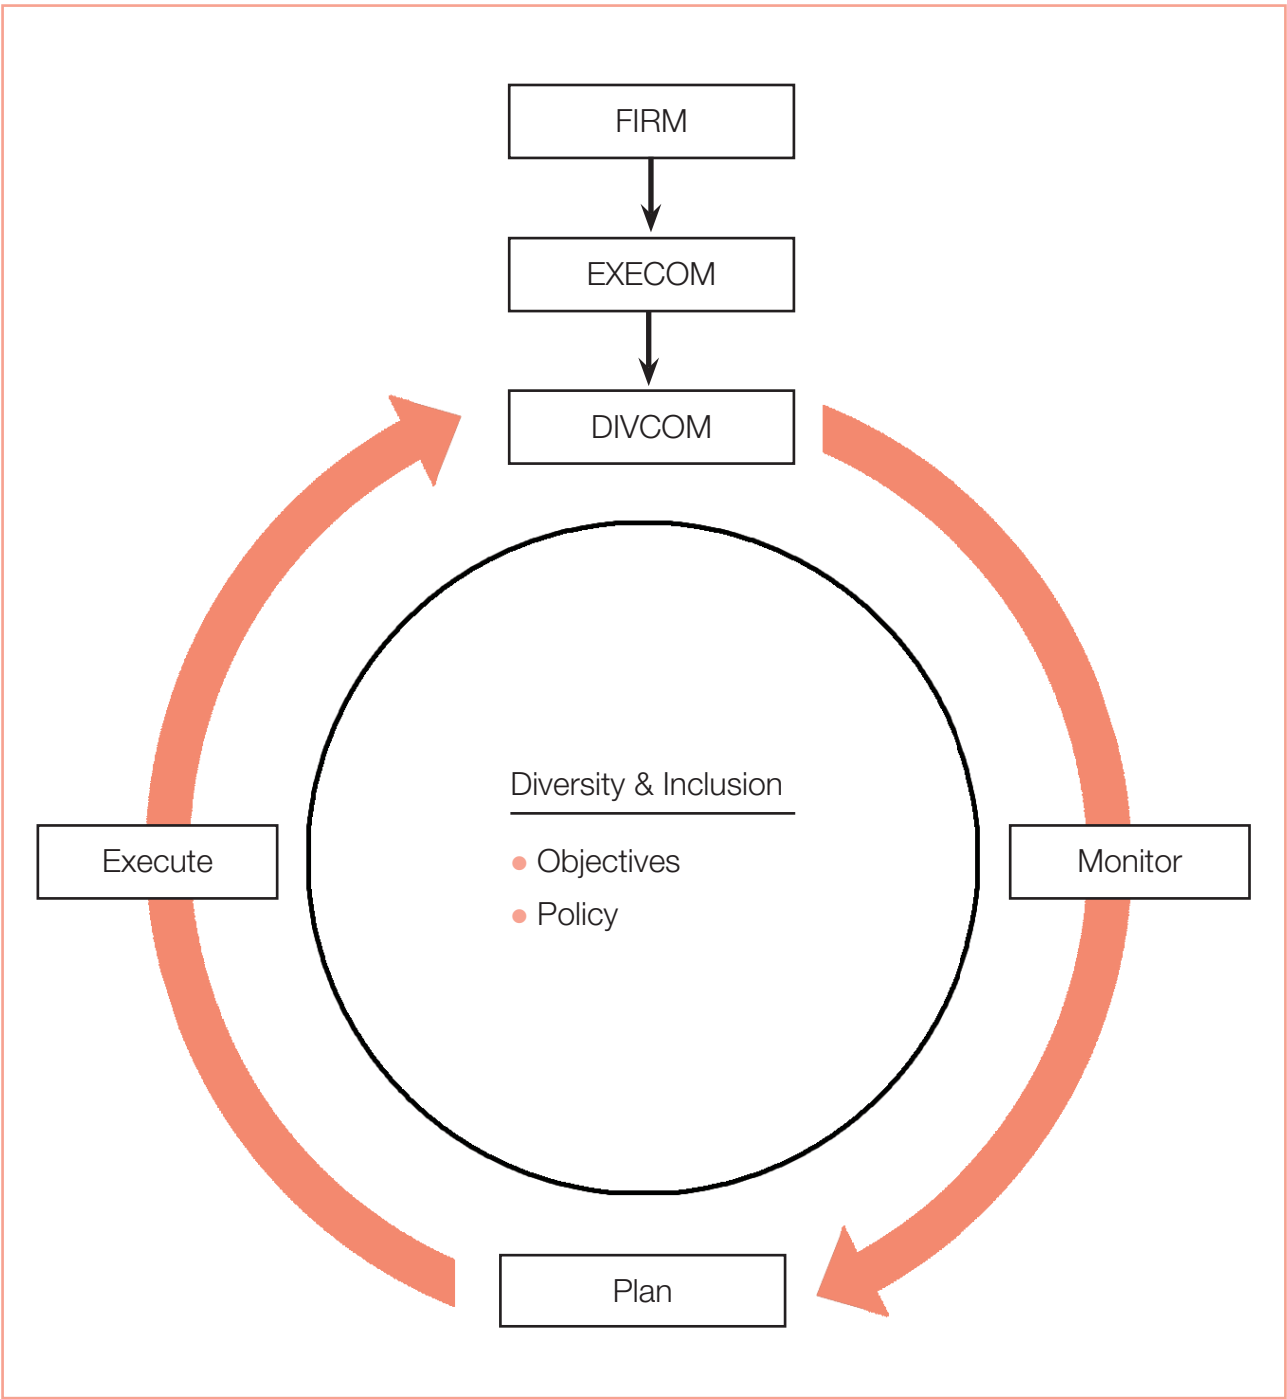 FIRM
EXECOM
DIVCOM
Diversity & Inclusion
Objectives
Policy
Execute
Monitor
Plan